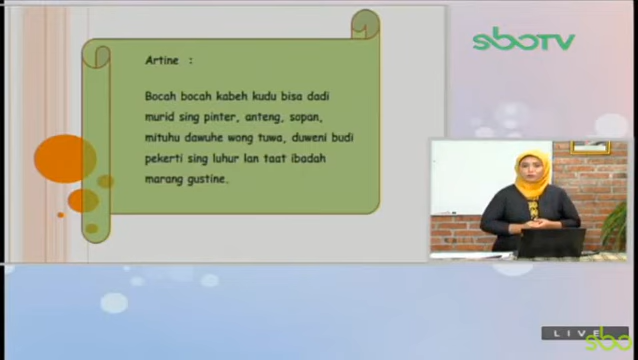 sboTV
Artine :
Bocah bocah kabeh kudu bisa dadi
murid sing pinter, anteng, sopan,
mituhu dawuhe wong tuwa, duweni budi
pekerti sing luhur lan taat ibadah
marang gustine.
LIVE
sbo